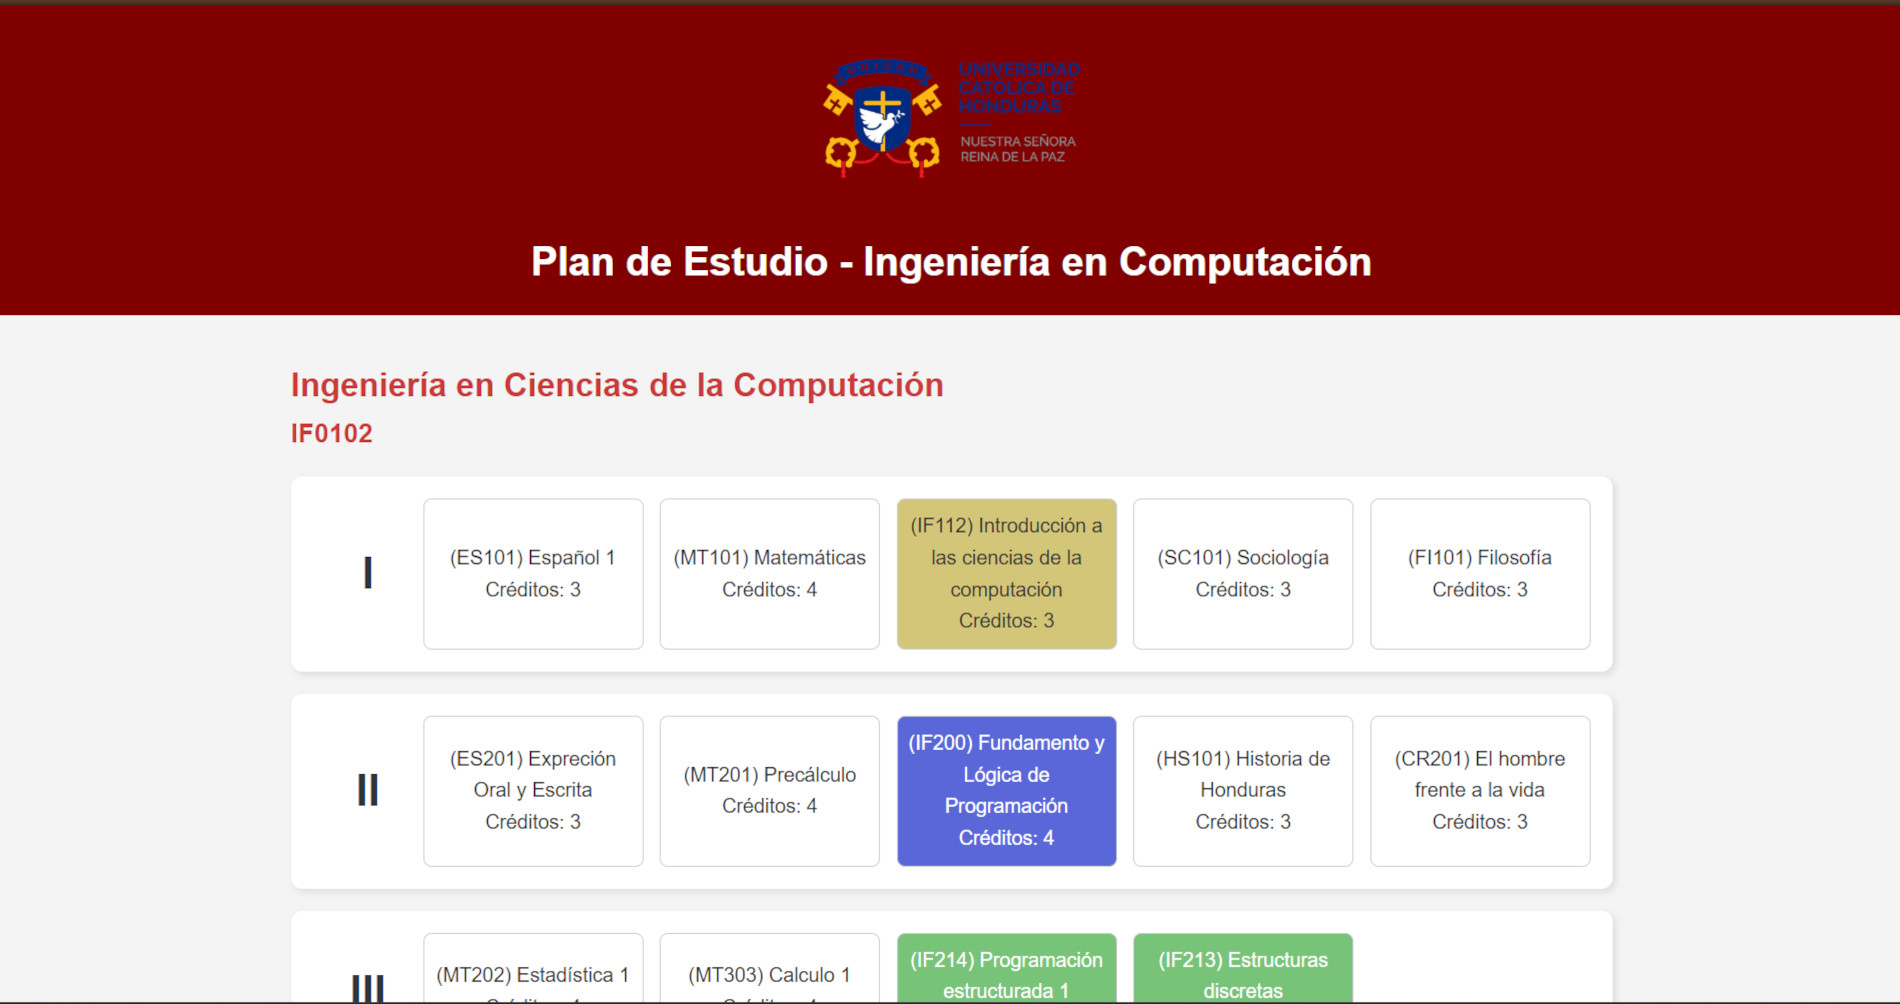 UNICAH
UNIVERSIDAD
CATÓLICA DE
HONDURAS
NUESTRA SEÑORA
REINA DE LA PAZ
Plan de Estudio - Ingeniería en Computación
Ingeniería en Ciencias de la Computación
IF0102
I
(ES101) Español 1
Créditos: 3
(MT101) Matemáticas
Créditos: 4
(IF112) Introducción a
las ciencias de la
computación
Créditos: 3
(SC101) Sociología
Créditos: 3
(FI101) Filosofía
Créditos: 3
II
(ES201) Expreción
Oral y Escrita
Créditos: 3
(MT201) Precálculo
Créditos: 4
(IF200) Fundamento y
Lógica de
Programación
Créditos: 4
(HS101) Historia de
Honduras
Créditos: 3
(CR201) El hombre
frente a la vida
Créditos: 3
III
(MT202) Estadística 1
(MT303) Calculo 1
(IF214) Programación
estructurada 1
(IF213) Estructuras
discretas